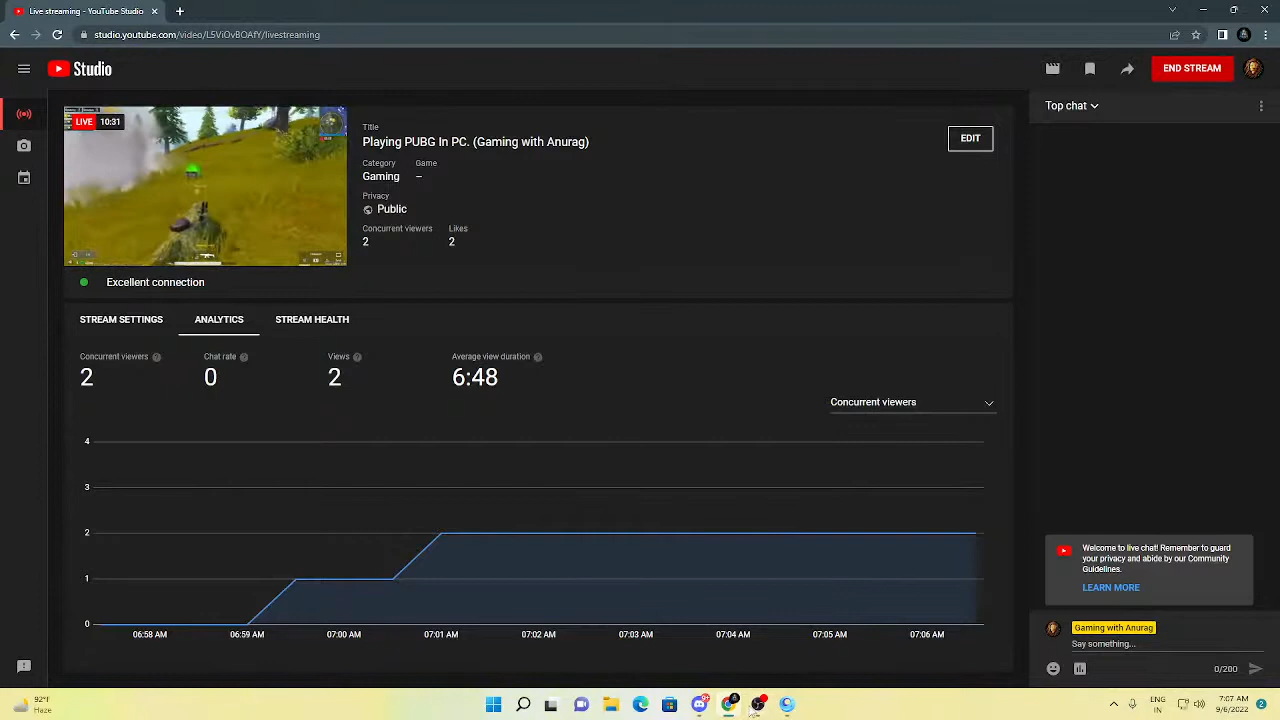 Live streaming - YouTube Studio
studio.youtube.com/video/L5ViOvBOAfY/livestreaming
Studio
END STREAM
LIVE 10:31
Title
Playing PUBG In PC. (Gaming with Anurag)
EDIT
Category Game
Gaming –
Privacy
Public
Concurrent viewers Likes
2 2
Excellent connection
STREAM SETTINGS ANALYTICS STREAM HEALTH
Concurrent viewers Chat rate Views Average view duration
2 0 2 6:48
Concurrent viewers
4
3
2
1
0
06:58 AM 06:59 AM 07:00 AM 07:01 AM 07:02 AM 07:03 AM 07:04 AM 07:05 AM 07:06 AM
Top chat
Welcome to live chat! Remember to guard
your privacy and abide by our Community
Guidelines.
LEARN MORE
Gaming with Anurag
Say something...
0/200
92°F
Haze
ENG
IN
7:07 AM
9/6/2022
2